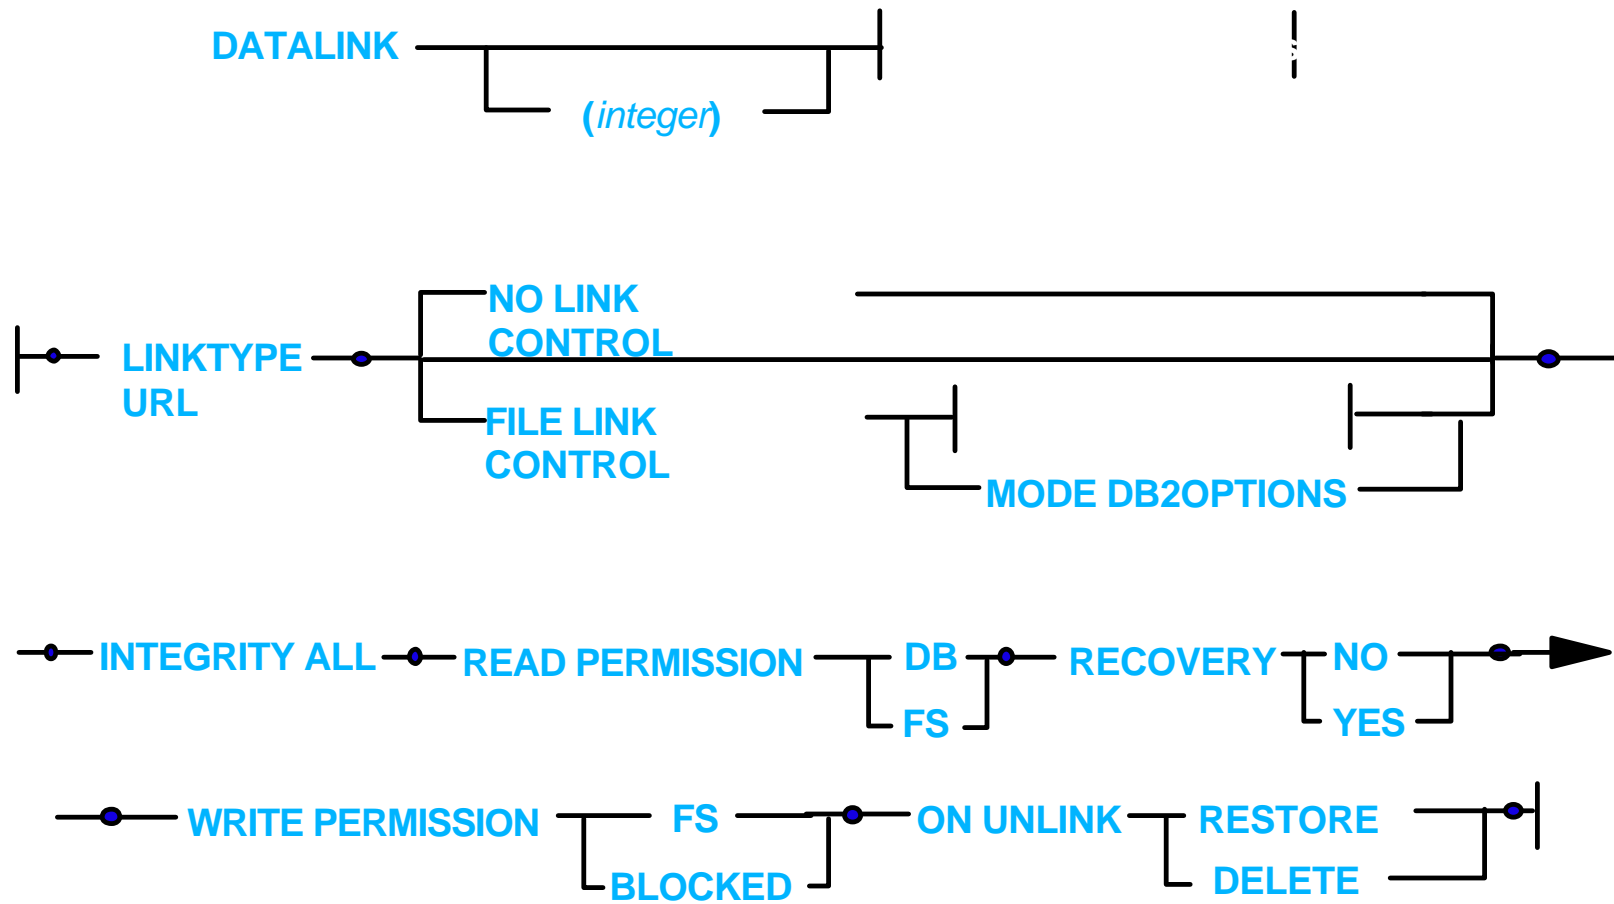 DATALINK
(integer)
NO LINK
CONTROL
LINKTYPE
URL
FILE LINK
CONTROL
MODE DB2OPTIONS
INTEGRITY ALL READ PERMISSION DB RECOVERY NO
FS YES
WRITE PERMISSION FS ON UNLINK RESTORE
BLOCKED DELETE